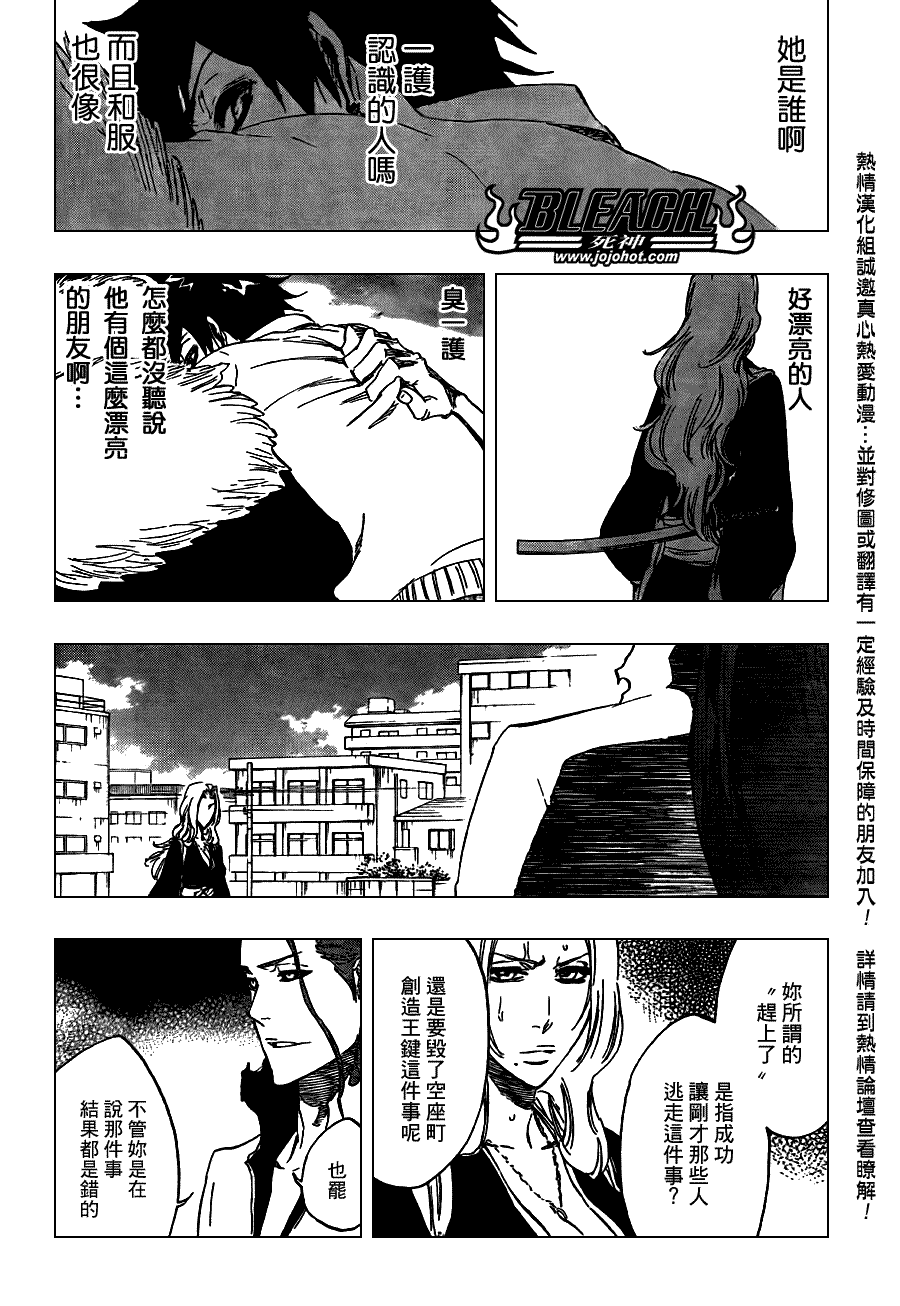 她是誰啊
一護
認識的人嗎
而且和服
也很像
BLEACH
死神
www.jojohot.com
好漂亮的人
臭一護
怎麼都沒聽說
他有個這麼漂亮
的朋友啊…
妳所謂的
“趕上了”
是指成功
讓剛才那些人
逃走這件事?
還是要毀了空座町
創造王鍵這件事呢
也罷
不管妳是在
說那件事
結果都是錯的
熱情漢化組誠邀真心熱愛動漫…並對修圖或翻譯有一定經驗及時間保障的朋友加入! 詳情請到熱情論壇查看瞭解!